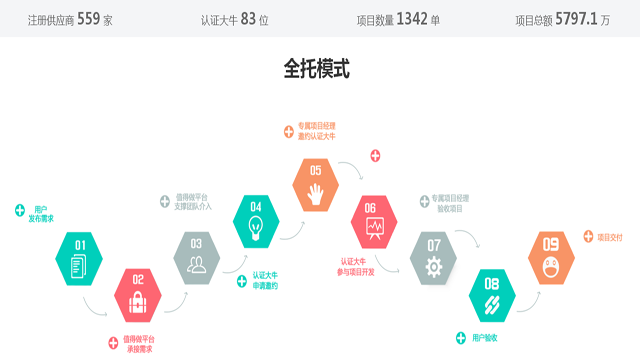 注册供应商 559 家
认证大牛 83 位
项目数量 1342 单
项目总额 5797.1 万
全托模式
01
用户
发布需求
02
值得做平台
承接需求
03
值得做平台
支撑团队介入
04
认证大牛
申请邀约
05
专属项目经理
邀约认证大牛
06
认证大牛
参与项目开发
07
专属项目经理
验收项目
08
用户验收
09
项目交付